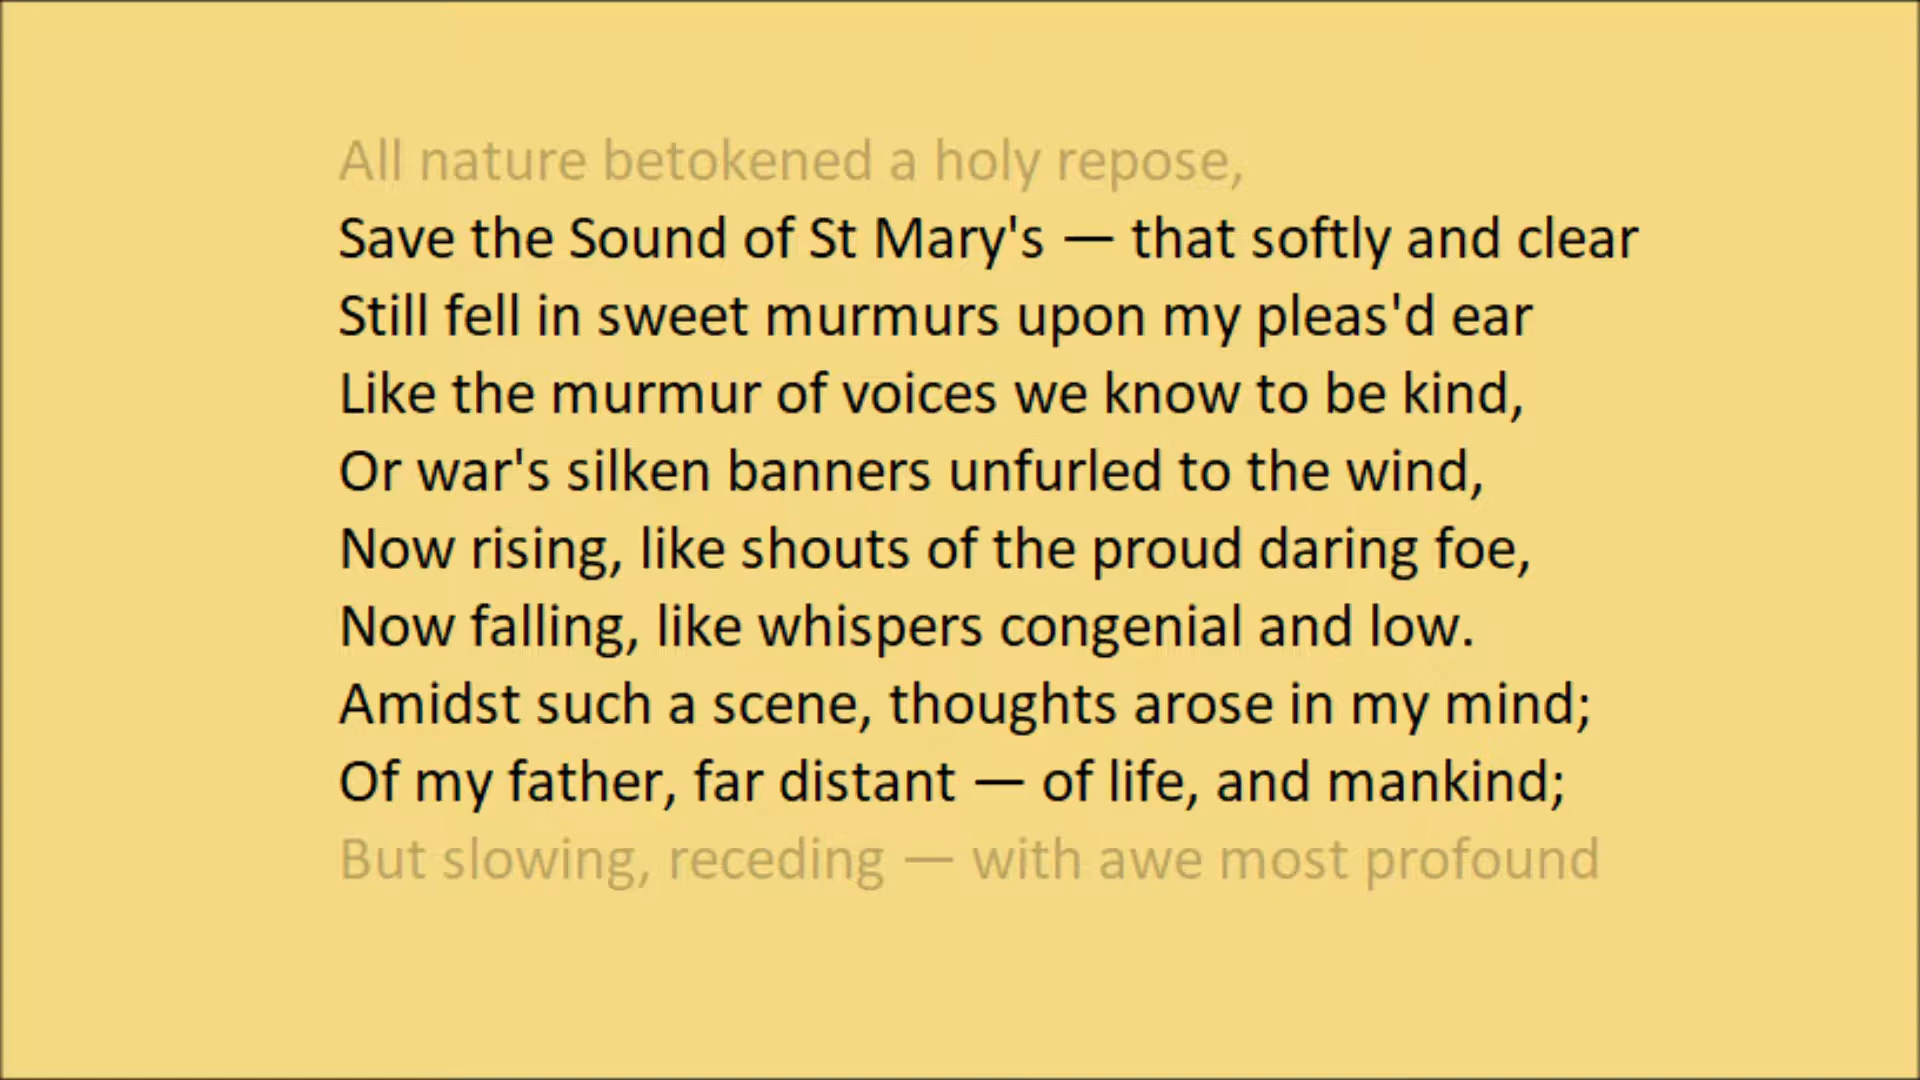 All nature betokened a holy repose,
Save the Sound of St Mary's — that softly and clear
Still fell in sweet murmurs upon my pleas'd ear
Like the murmur of voices we know to be kind,
Or war's silken banners unfurled to the wind,
Now rising, like shouts of the proud daring foe,
Now falling, like whispers congenial and low.
Amidst such a scene, thoughts arose in my mind;
Of my father, far distant — of life, and mankind;
But slowing, receding — with awe most profound